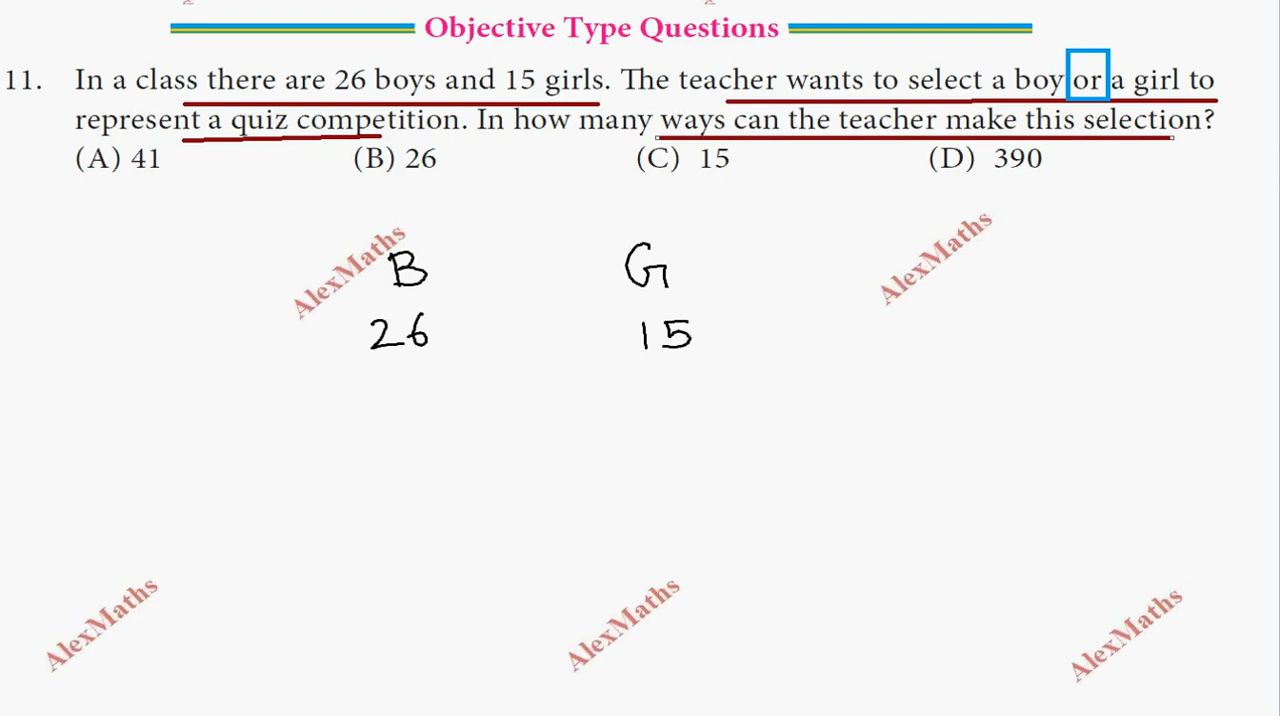 Objective Type Questions
11. In a class there are 26 boys and 15 girls. The teacher wants to select a boy or a girl to
represent a quiz competition. In how many ways can the teacher make this selection?
(A) 41 (B) 26 (C) 15 (D) 390
AlexMaths AlexMaths
B G
26 15
AlexMaths AlexMaths AlexMaths